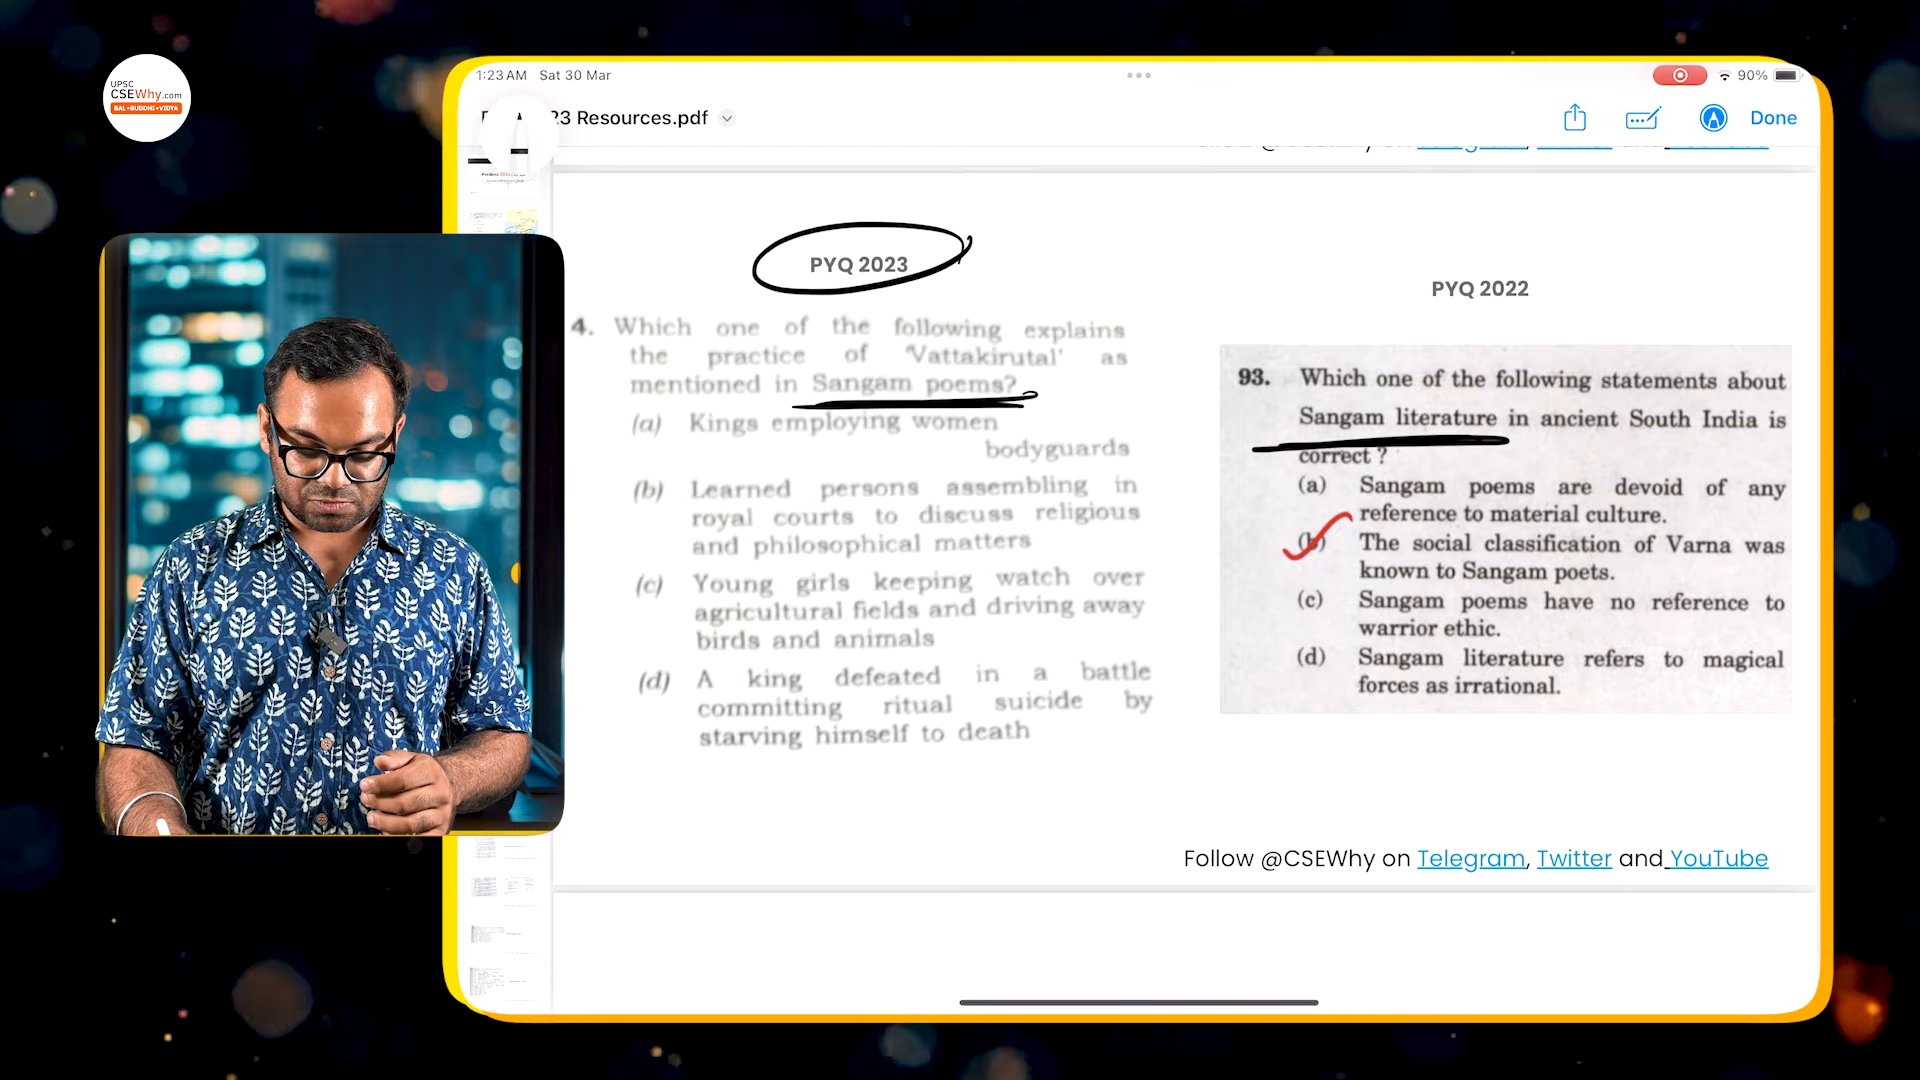 UPSC
CSEWhy.com
BAL•BUDDHI•VIDYA
1:23 AM Sat 30 Mar
90%
23 Resources.pdf
Done
PYQ 2023
4. Which one of the following explains
the practice of ‘Vattakirutal’ as
mentioned in Sangam poems?
(a) Kings employing women
bodyguards
(b) Learned persons assembling in
royal courts to discuss religious
and philosophical matters
(c) Young girls keeping watch over
agricultural fields and driving away
birds and animals
(d) A king defeated in a battle
committing ritual suicide by
starving himself to death
PYQ 2022
93. Which one of the following statements about
Sangam literature in ancient South India is
correct ?
(a) Sangam poems are devoid of any
reference to material culture.
(b) The social classification of Varna was
known to Sangam poets.
(c) Sangam poems have no reference to
warrior ethic.
(d) Sangam literature refers to magical
forces as irrational.
Follow @CSEWhy on Telegram, Twitter and YouTube